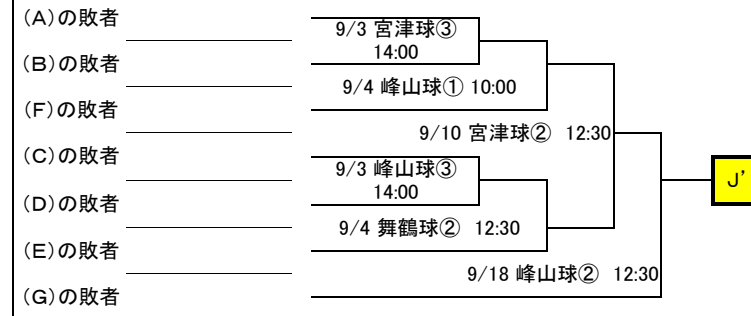 (A)の敗者
9/3 宮津球③
14:00
(B)の敗者
9/4 峰山球① 10:00
(F)の敗者
9/10 宮津球② 12:30
(C)の敗者
9/3 峰山球③
14:00
J’
(D)の敗者
9/4 舞鶴球② 12:30
(E)の敗者
9/18 峰山球② 12:30
(G)の敗者